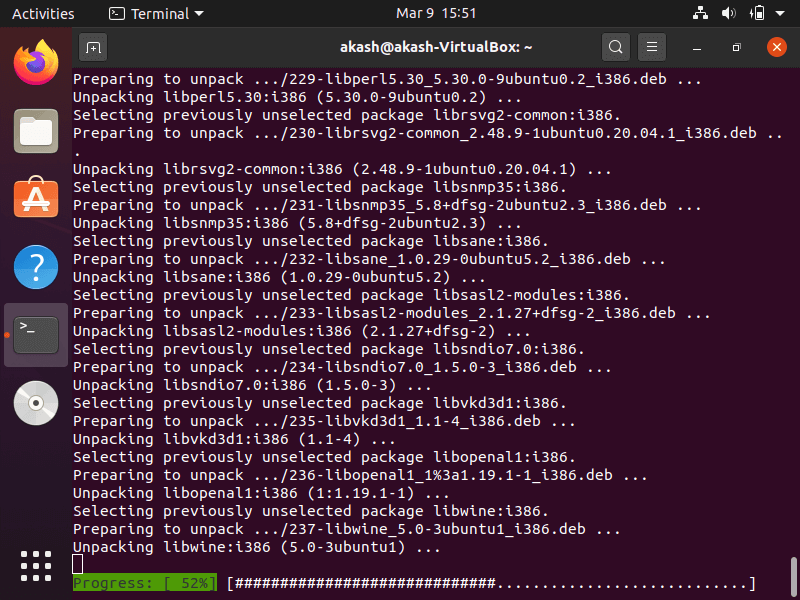 Activities
Terminal
Mar 9 15:51
akash@akash-VirtualBox: ~
Preparing to unpack .../229-libperl5.30_5.30.0-9ubuntu0.2_i386.deb ...
Unpacking libperl5.30:i386 (5.30.0-9ubuntu0.2) ...
Selecting previously unselected package librsvg2-common:i386.
Preparing to unpack .../230-librsvg2-common_2.48.9-1ubuntu0.20.04.1_i386.deb ..
.
Unpacking librsvg2-common:i386 (2.48.9-1ubuntu0.20.04.1) ...
Selecting previously unselected package libsnmp35:i386.
Preparing to unpack .../231-libsnmp35_5.8+dfsg-2ubuntu2.3_i386.deb ...
Unpacking libsnmp35:i386 (5.8+dfsg-2ubuntu2.3) ...
Selecting previously unselected package libsane:i386.
Preparing to unpack .../232-libsane_1.0.29-0ubuntu5.2_i386.deb ...
Unpacking libsane:i386 (1.0.29-0ubuntu5.2) ...
Selecting previously unselected package libsasl2-modules:i386.
Preparing to unpack .../233-libsasl2-modules_2.1.27+dfsg-2_i386.deb ...
Unpacking libsasl2-modules:i386 (2.1.27+dfsg-2) ...
Selecting previously unselected package libsndio7.0:i386.
Preparing to unpack .../234-libsndio7.0_1.5.0-3_i386.deb ...
Unpacking libsndio7.0:i386 (1.5.0-3) ...
Selecting previously unselected package libvkd3d1:i386.
Preparing to unpack .../235-libvkd3d1_1.1-4_i386.deb ...
Unpacking libvkd3d1:i386 (1.1-4) ...
Selecting previously unselected package libopenal1:i386.
Preparing to unpack .../236-libopenal1_1%3a1.19.1-1_i386.deb ...
Unpacking libopenal1:i386 (1:1.19.1-1) ...
Selecting previously unselected package libwine:i386.
Preparing to unpack .../237-libwine_5.0-3ubuntu1_i386.deb ...
Unpacking libwine:i386 (5.0-3ubuntu1) ...
Progress: [ 52%] [#############################............................]